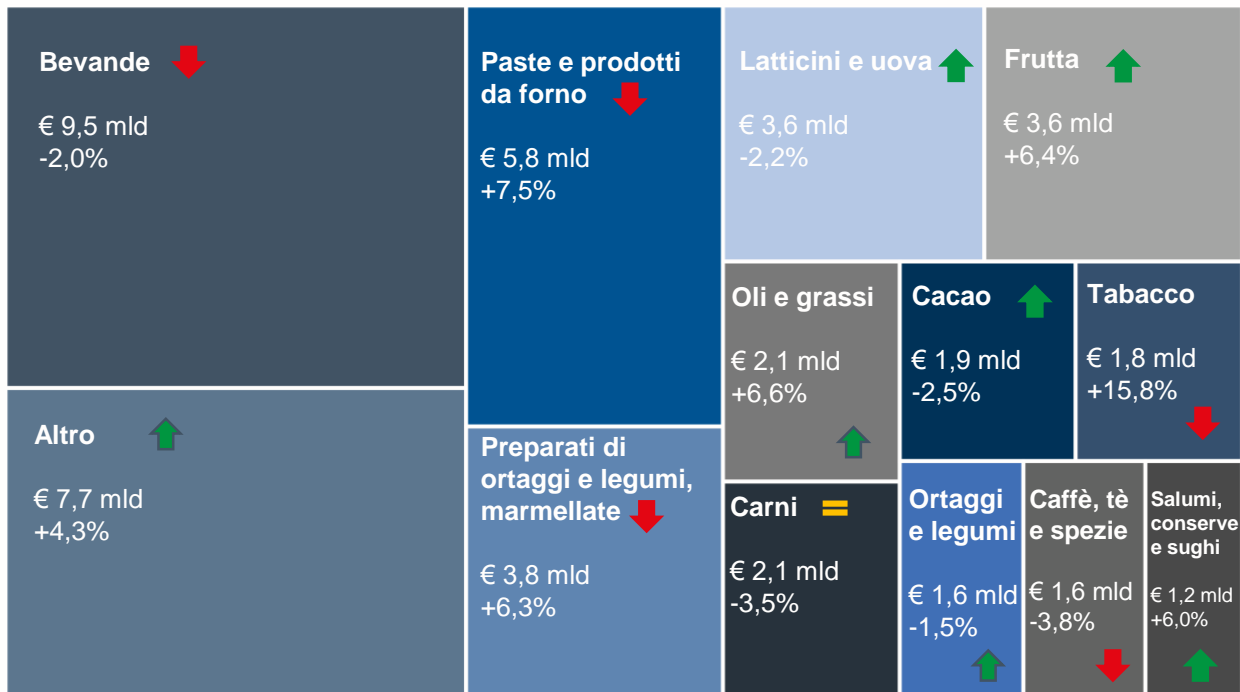 Bevande
€ 9,5 mld
-2,0%
Paste e prodotti
da forno
€ 5,8 mld
+7,5%
Latticini e uova
€ 3,6 mld
-2,2%
Frutta
€ 3,6 mld
+6,4%
Oli e grassi
€ 2,1 mld
+6,6%
Cacao
€ 1,9 mld
-2,5%
Tabacco
€ 1,8 mld
+15,8%
Altro
€ 7,7 mld
+4,3%
Preparati di
ortaggi e legumi,
marmellate
€ 3,8 mld
+6,3%
Carni =
€ 2,1 mld
-3,5%
Ortaggi
e legumi
€ 1,6 mld
-1,5%
Caffè, tè
e spezie
€ 1,6 mld
-3,8%
Salumi,
conserve
e sughi
€ 1,2 mld
+6,0%